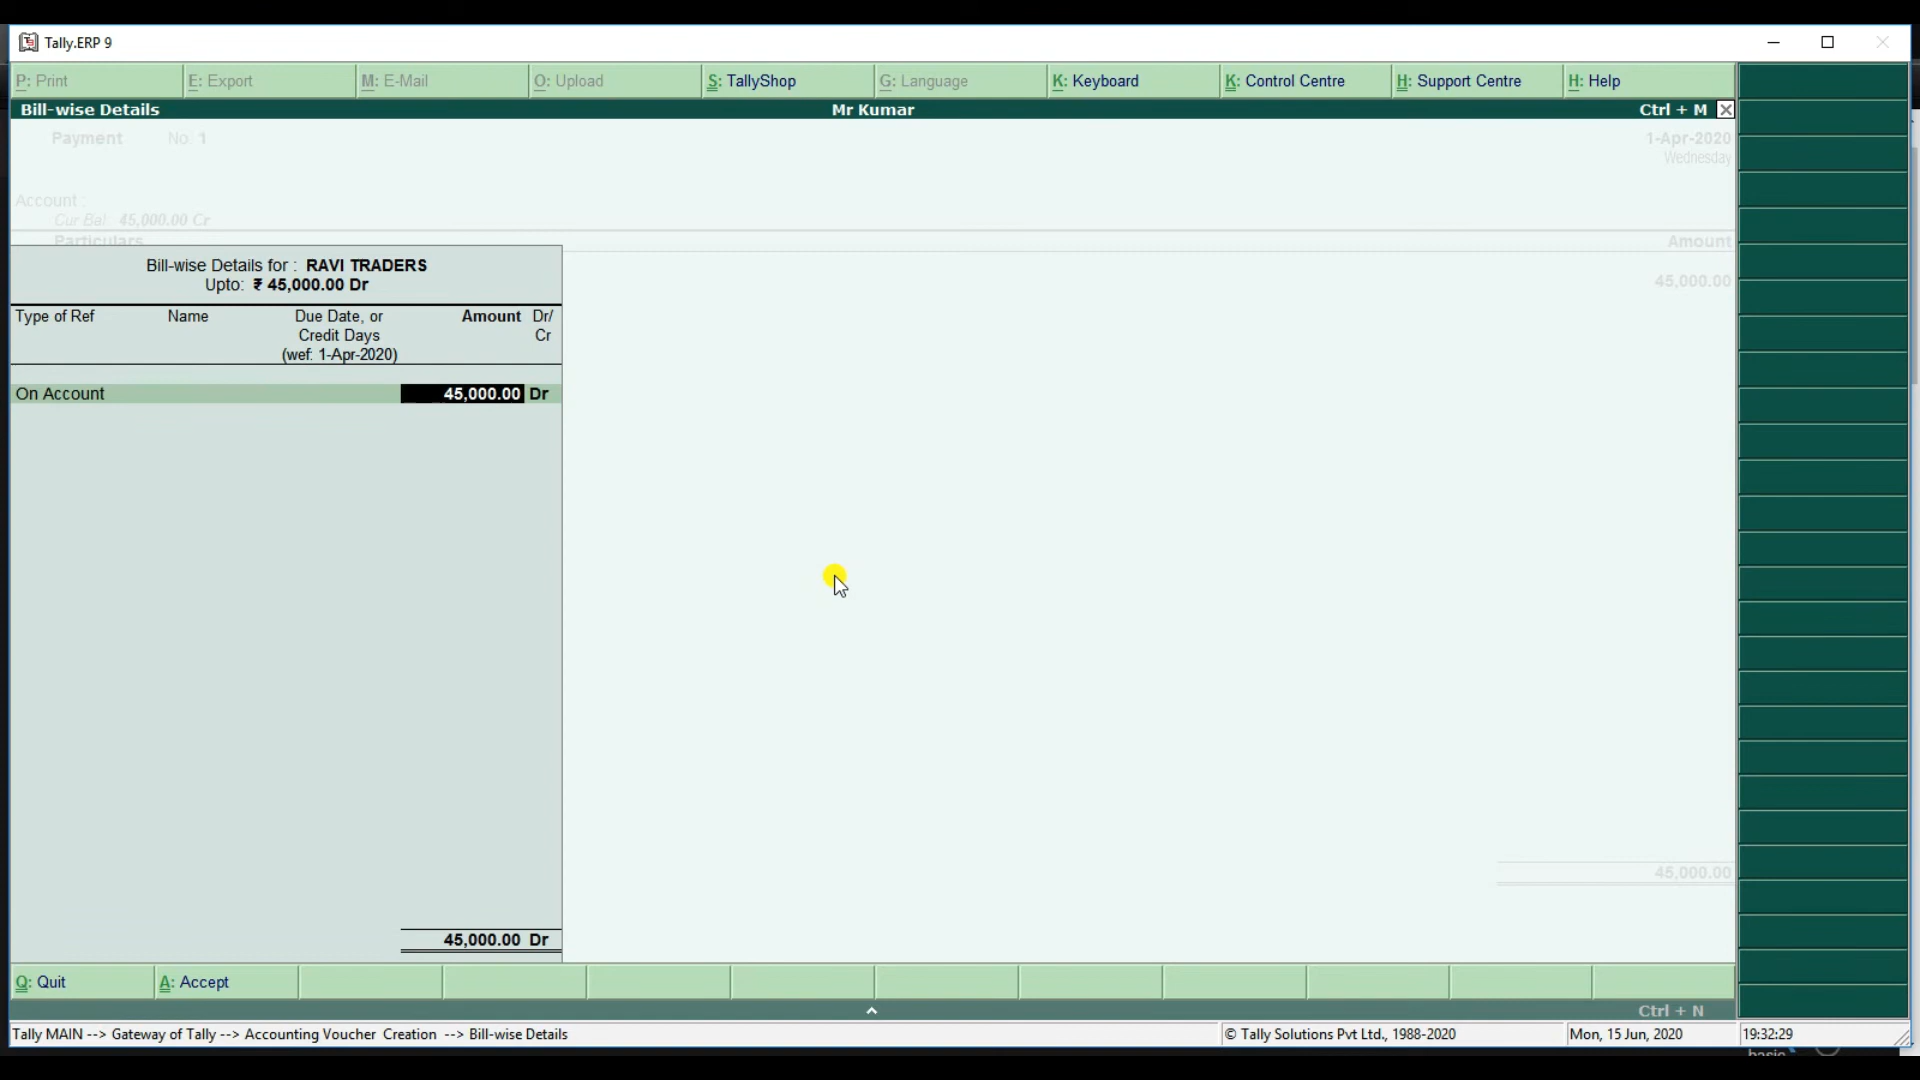 Tally.ERP 9
P: Print E: Export M: E-Mail O: Upload S: TallyShop G: Language K: Keyboard K: Control Centre H: Support Centre H: Help
Bill-wise Details Mr Kumar Ctrl + M
Payment No. 1 1-Apr-2020
Wednesday
Account :
Cur Bal: 45,000.00 Cr
Particulars Amount
Bill-wise Details for : RAVI TRADERS
Upto: ₹ 45,000.00 Dr
45,000.00
Type of Ref Name Due Date, or Amount Dr/
Credit Days Cr
(wef: 1-Apr-2020)
On Account 45,000.00 Dr
45,000.00
45,000.00 Dr
Q: Quit A: Accept
Ctrl + N
Tally MAIN --> Gateway of Tally --> Accounting Voucher Creation --> Bill-wise Details © Tally Solutions Pvt Ltd., 1988-2020 Mon, 15 Jun, 2020 19:32:29